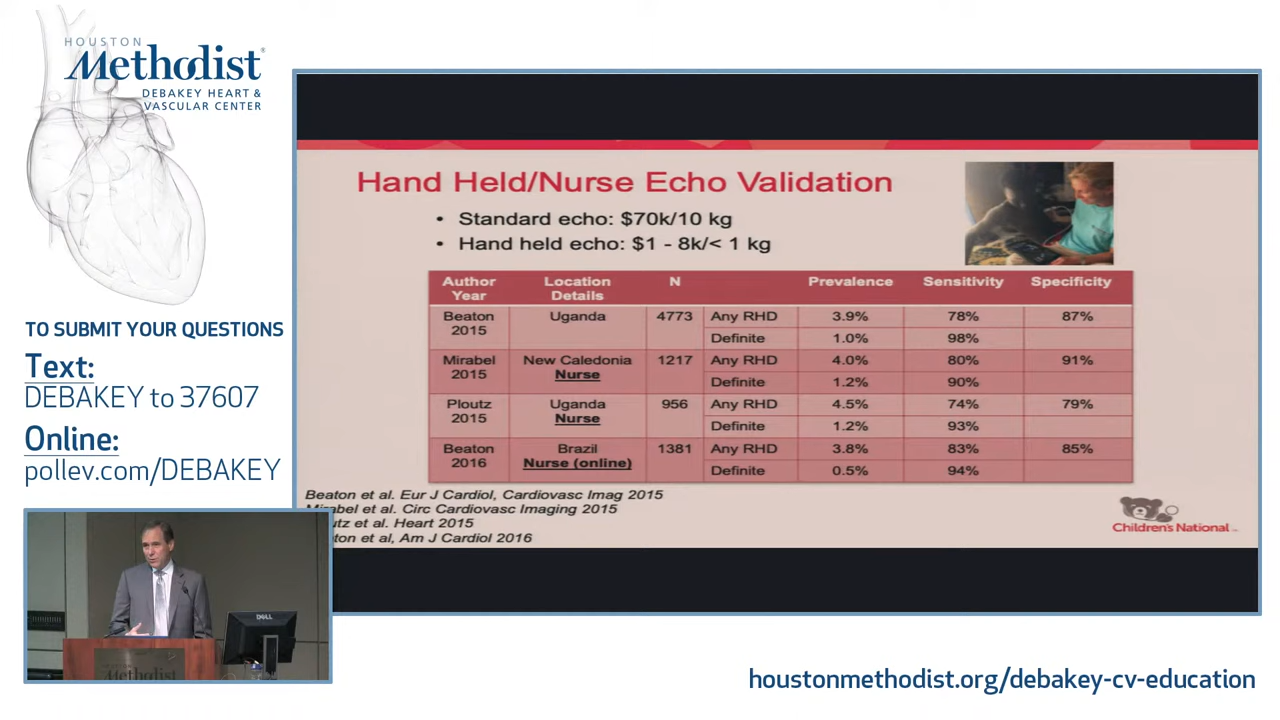 HOUSTON
Methodist
DEBAKEY HEART &
VASCULAR CENTER
TO SUBMIT YOUR QUESTIONS
Text:
DEBAKEY to 37607
Online:
pollev.com/DEBAKEY
Hand Held/Nurse Echo Validation
• Standard echo: $70k/10 kg
• Hand held echo: $1 - 8k/< 1 kg
Author Year Location Details N Prevalence Sensitivity Specificity
Beaton 2015 Uganda 4773 Any RHD 3.9% 78% 87%
Definite 1.0% 98%
Mirabel 2015 New Caledonia Nurse 1217 Any RHD 4.0% 80% 91%
Definite 1.2% 90%
Ploutz 2015 Uganda Nurse 956 Any RHD 4.5% 74% 79%
Definite 1.2% 93%
Beaton 2016 Brazil Nurse (online) 1381 Any RHD 3.8% 83% 85%
Definite 0.5% 94%
Beaton et al. Eur J Cardiol, Cardiovasc Imag 2015
et al. Circ Cardiovasc Imaging 2015
et al. Heart 2015
et al, Am J Cardiol 2016
Children's National
DELL
HOUSTON
Methodist
houstonmethodist.org/debakey-cv-education